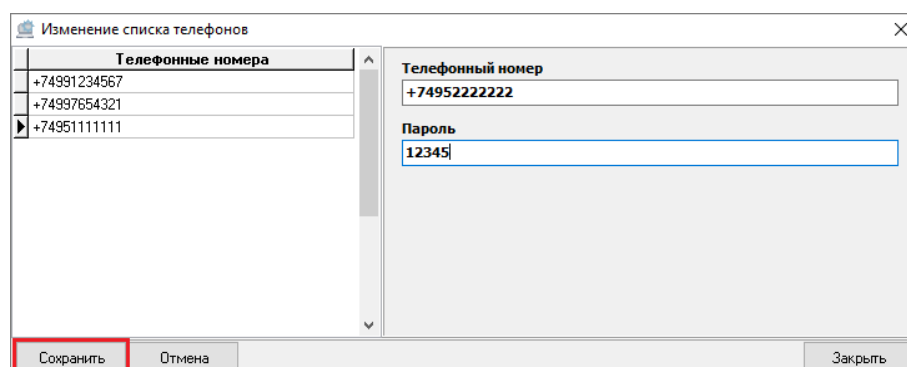 Изменение списка телефонов
Телефонные номера
+74991234567
+74997654321
+74951111111
Телефонный номер
+74952222222
Пароль
12345
Сохранить
Отмена
Закрыть